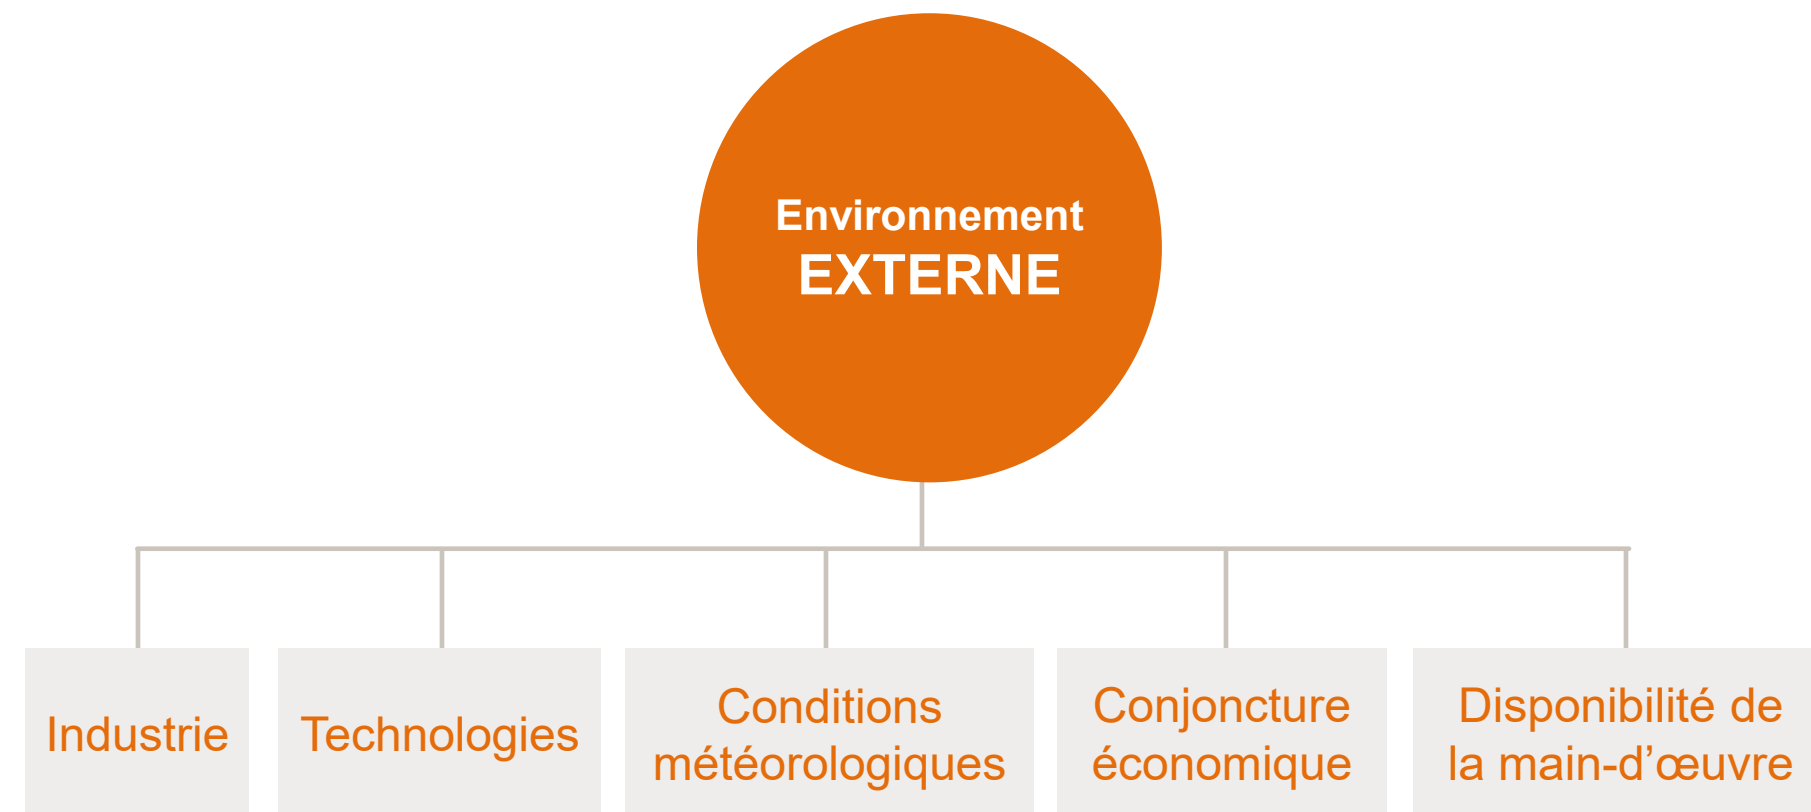 Environnement
EXTERNE
Industrie
Technologies
Conditions
météorologiques
Conjoncture
économique
Disponibilité de
la main-d’œuvre